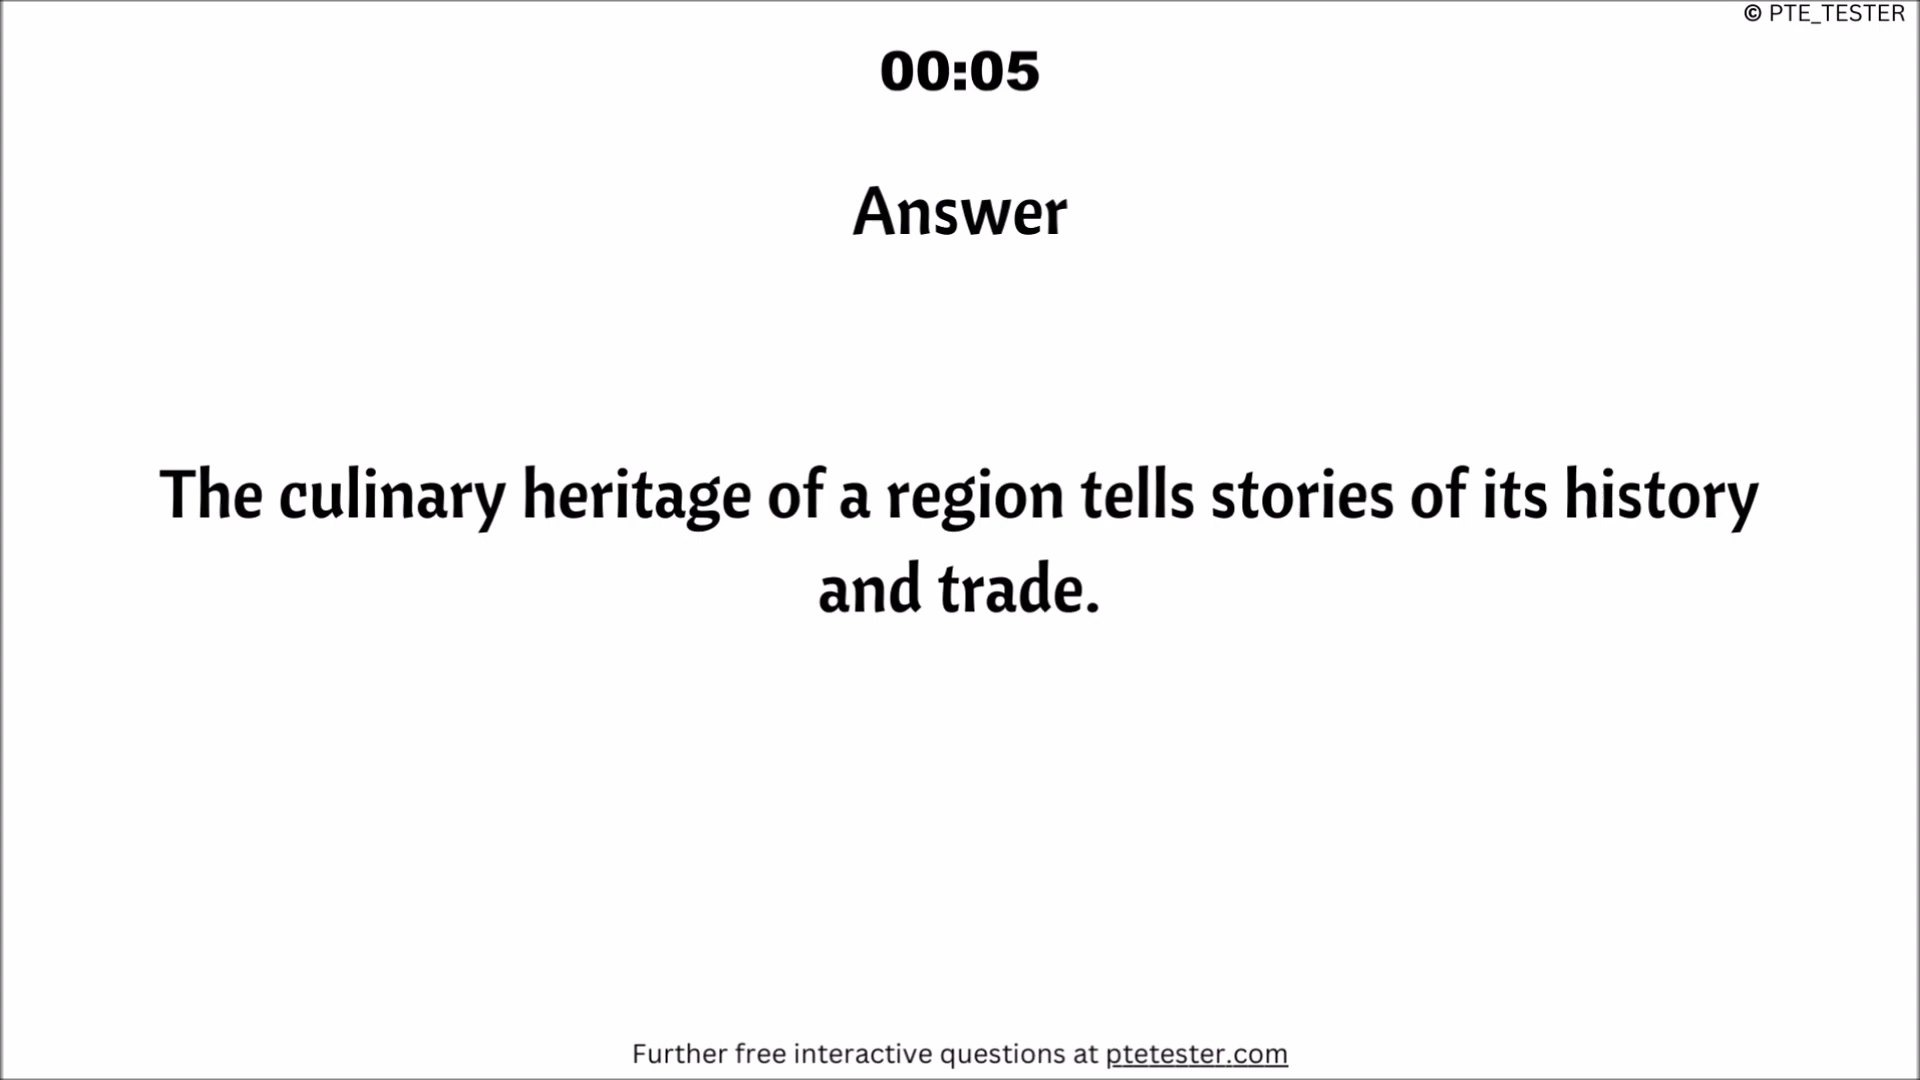 © PTE_TESTER
00:05
Answer
The culinary heritage of a region tells stories of its history
and trade.
Further free interactive questions at ptetester.com